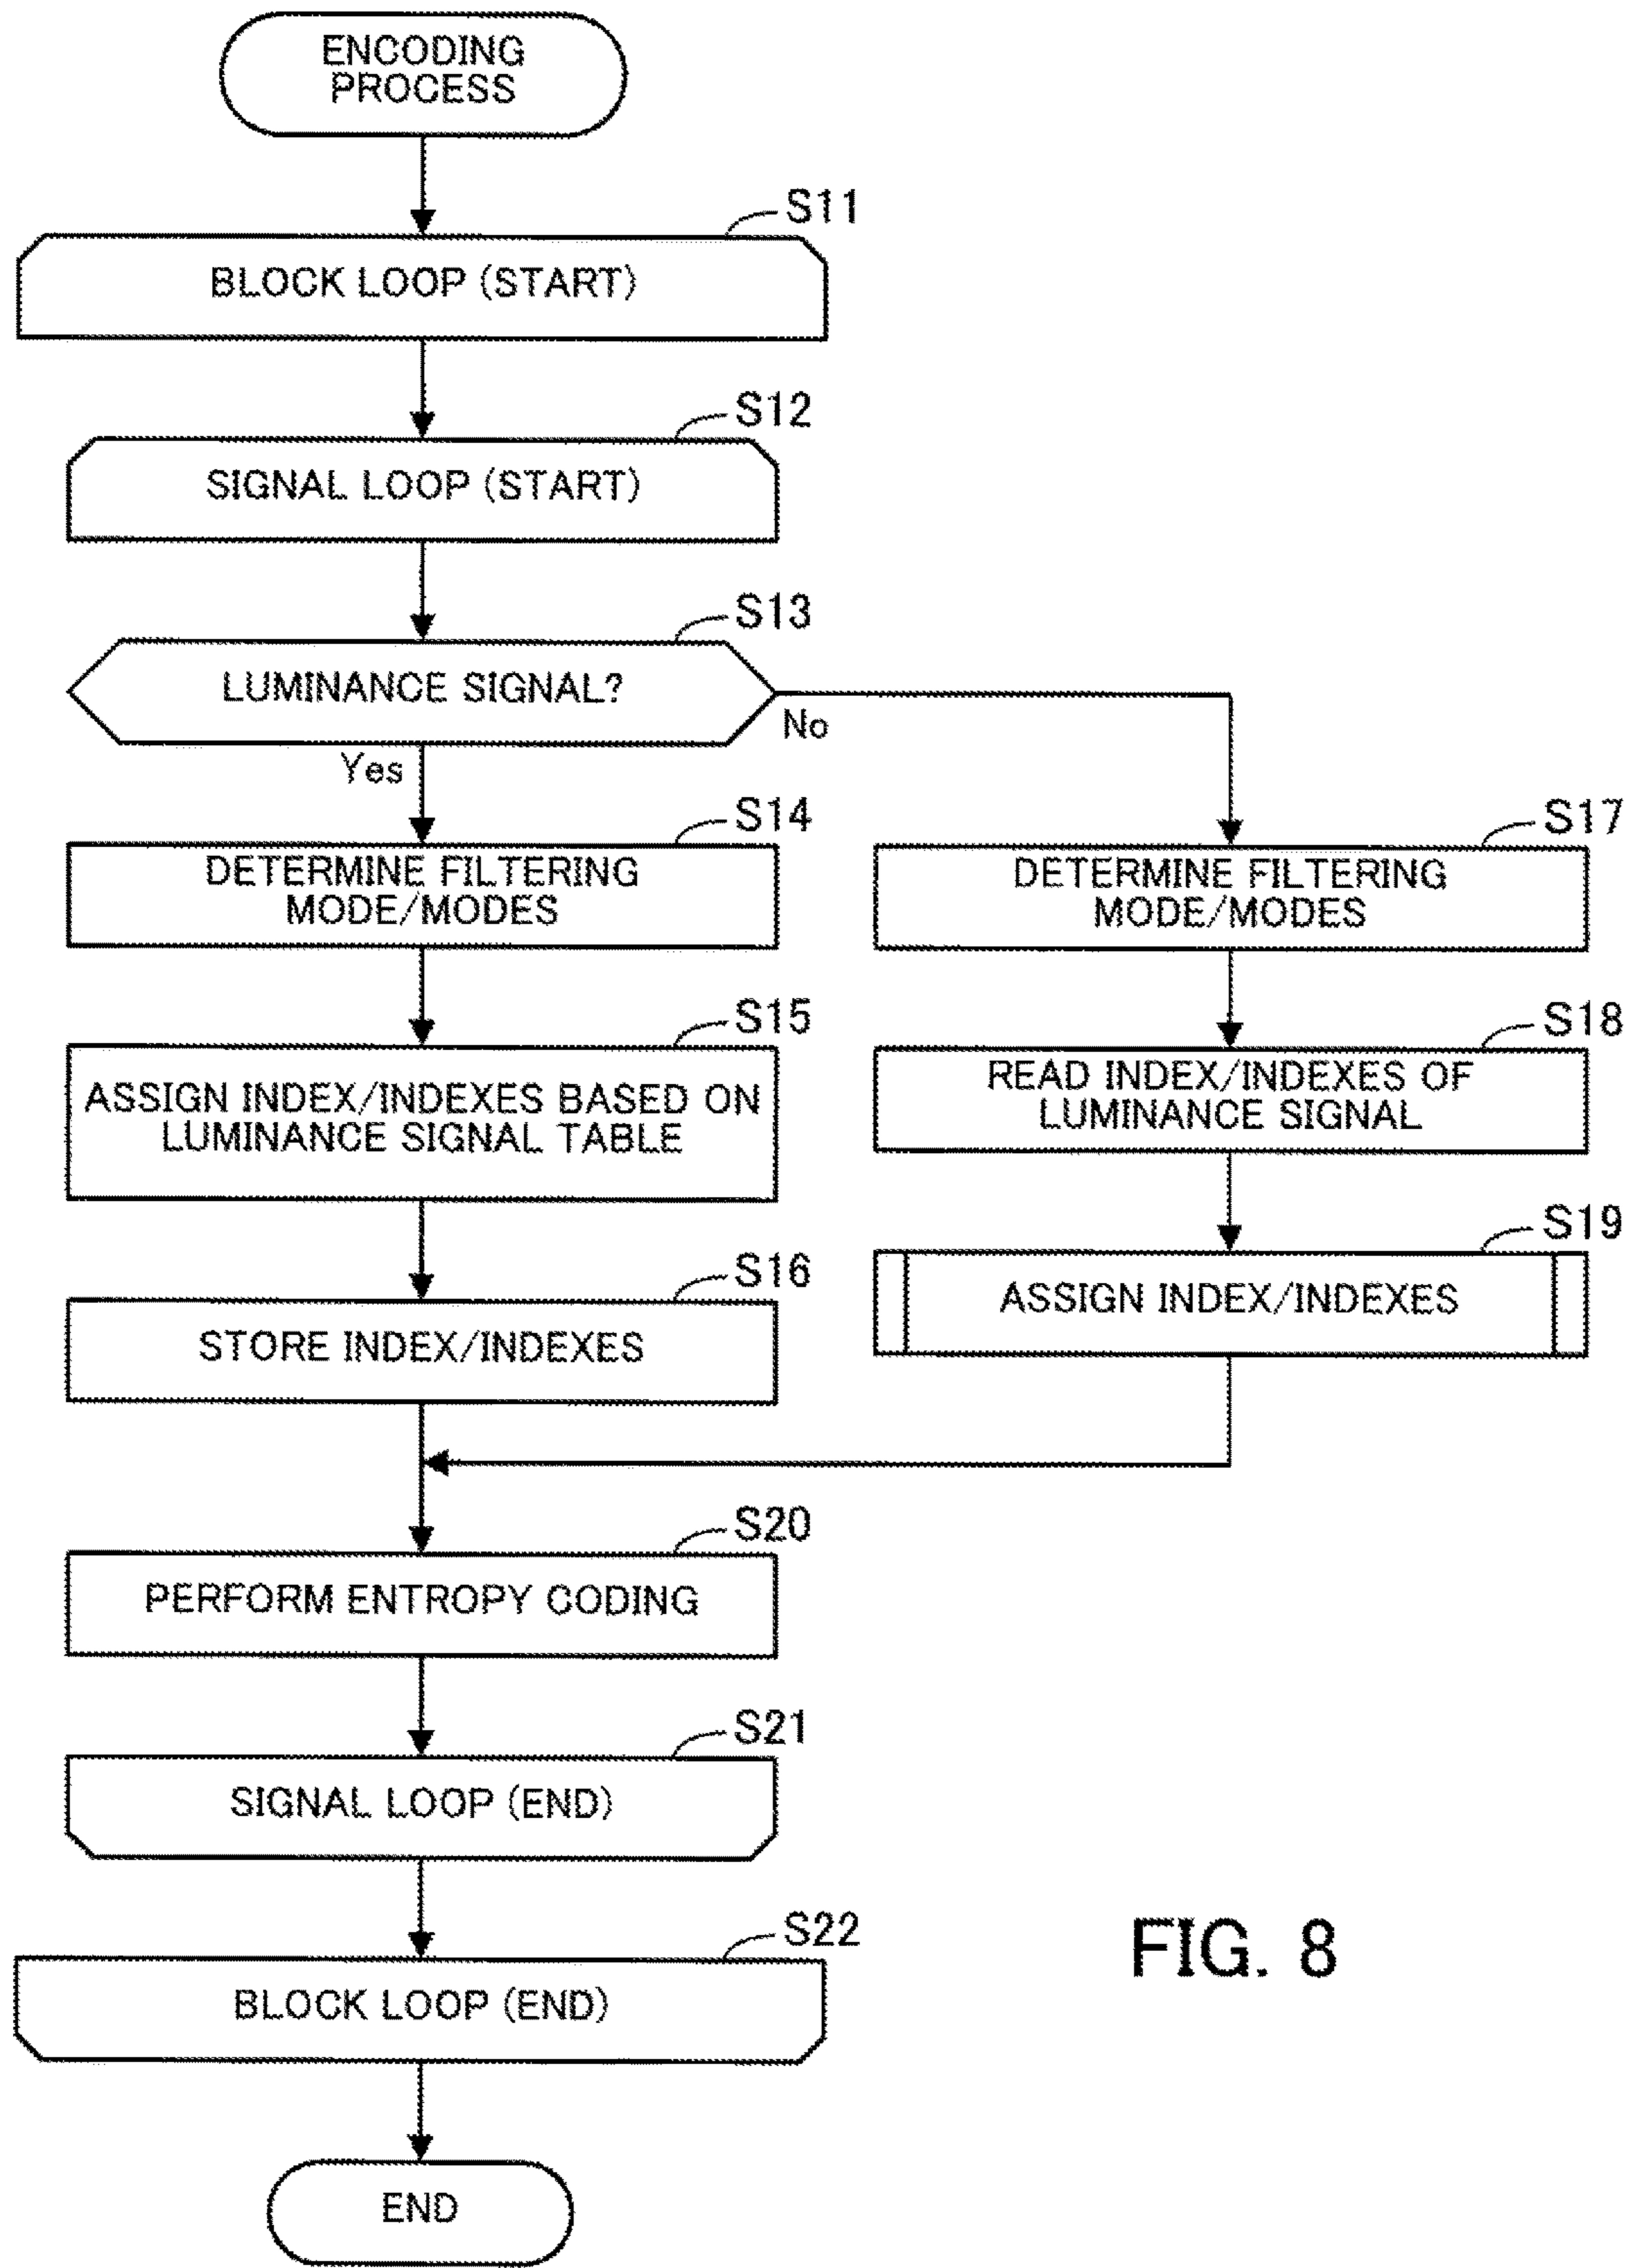 ENCODING
PROCESS
S11
BLOCK LOOP (START)
S12
SIGNAL LOOP (START)
S13
LUMINANCE SIGNAL?
No
Yes
S14
DETERMINE FILTERING
MODE/MODES
S17
DETERMINE FILTERING
MODE/MODES
S15
ASSIGN INDEX/INDEXES BASED ON
LUMINANCE SIGNAL TABLE
S18
READ INDEX/INDEXES OF
LUMINANCE SIGNAL
S16
STORE INDEX/INDEXES
S19
ASSIGN INDEX/INDEXES
S20
PERFORM ENTROPY CODING
S21
SIGNAL LOOP (END)
S22
BLOCK LOOP (END)
END
FIG. 8